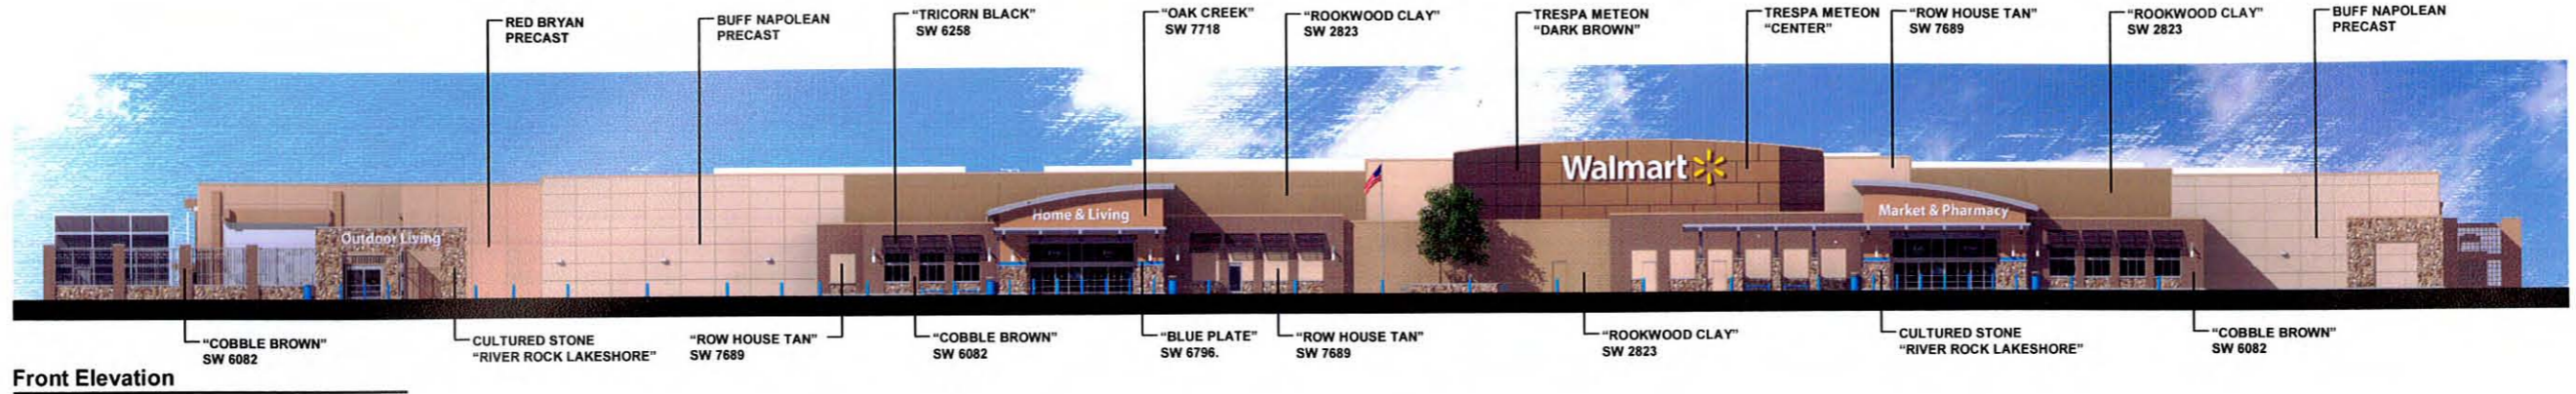 RED BRYAN
PRECAST
BUFF NAPOLEAN
PRECAST
“TRICORN BLACK”
SW 6258
“OAK CREEK”
SW 7718
“ROOKWOOD CLAY”
SW 2823
TRESPA METEON
“DARK BROWN”
TRESPA METEON
“CENTER”
“ROW HOUSE TAN”
SW 7689
“ROOKWOOD CLAY”
SW 2823
BUFF NAPOLEAN
PRECAST
Walmart
Outdoor Living
Home & Living
Market & Pharmacy
“COBBLE BROWN”
SW 6082
CULTURED STONE
“RIVER ROCK LAKESHORE”
“ROW HOUSE TAN”
SW 7689
“COBBLE BROWN”
SW 6082
“BLUE PLATE”
SW 6796.
“ROW HOUSE TAN”
SW 7689
“ROOKWOOD CLAY”
SW 2823
CULTURED STONE
“RIVER ROCK LAKESHORE”
“COBBLE BROWN”
SW 6082
Front Elevation